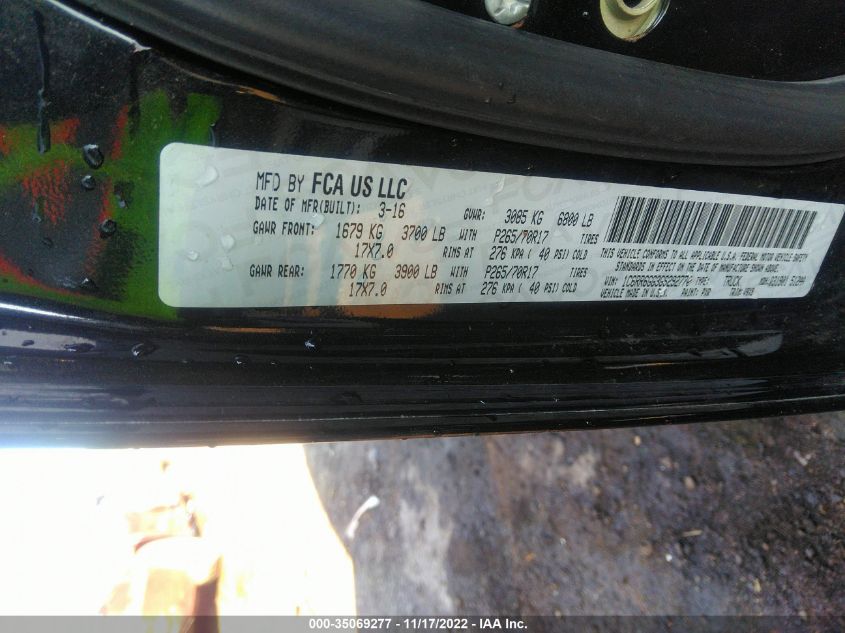 MFD BY FCA US LLC
DATE OF MFR(BUILT): 3-16 GVWR: 3085 KG 6800 LB
GAWR FRONT: 1679 KG 3700 LB WITH P265/70R17 TIRES
17X7.0 RIMS AT 276 KPA ( 40 PSI) COLD
GAWR REAR: 1770 KG 3900 LB WITH P265/70R17 TIRES
17X7.0 RIMS AT 276 KPA ( 40 PSI) COLD
THIS VEHICLE CONFORMS TO ALL APPLICABLE U.S.A. FEDERAL MOTOR VEHICLE SAFETY
STANDARDS IN EFFECT ON THE DATE OF MANUFACTURE SHOWN ABOVE.
VIN: TYPE: TRUCK
VEHICLE MADE IN U.S.A. PAINT: PXR TRIM:
000-35069277 - 11/17/2022 - IAA Inc.